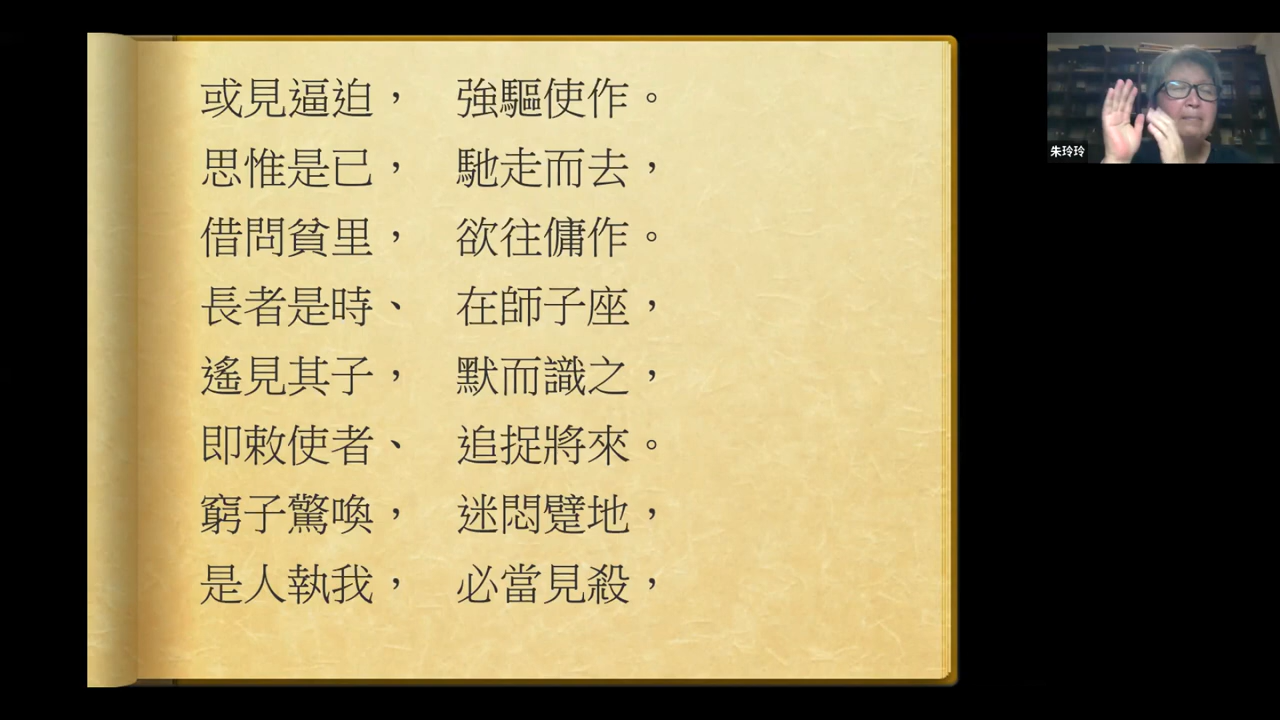 或見逼迫，　強驅使作。
思惟是已，　馳走而去，
借問貧里，　欲往傭作。
長者是時、　在師子座，
遙見其子，　默而識之，
即敕使者、　追捉將來。
窮子驚喚，　迷悶躄地，
是人執我，　必當見殺，
朱玲玲